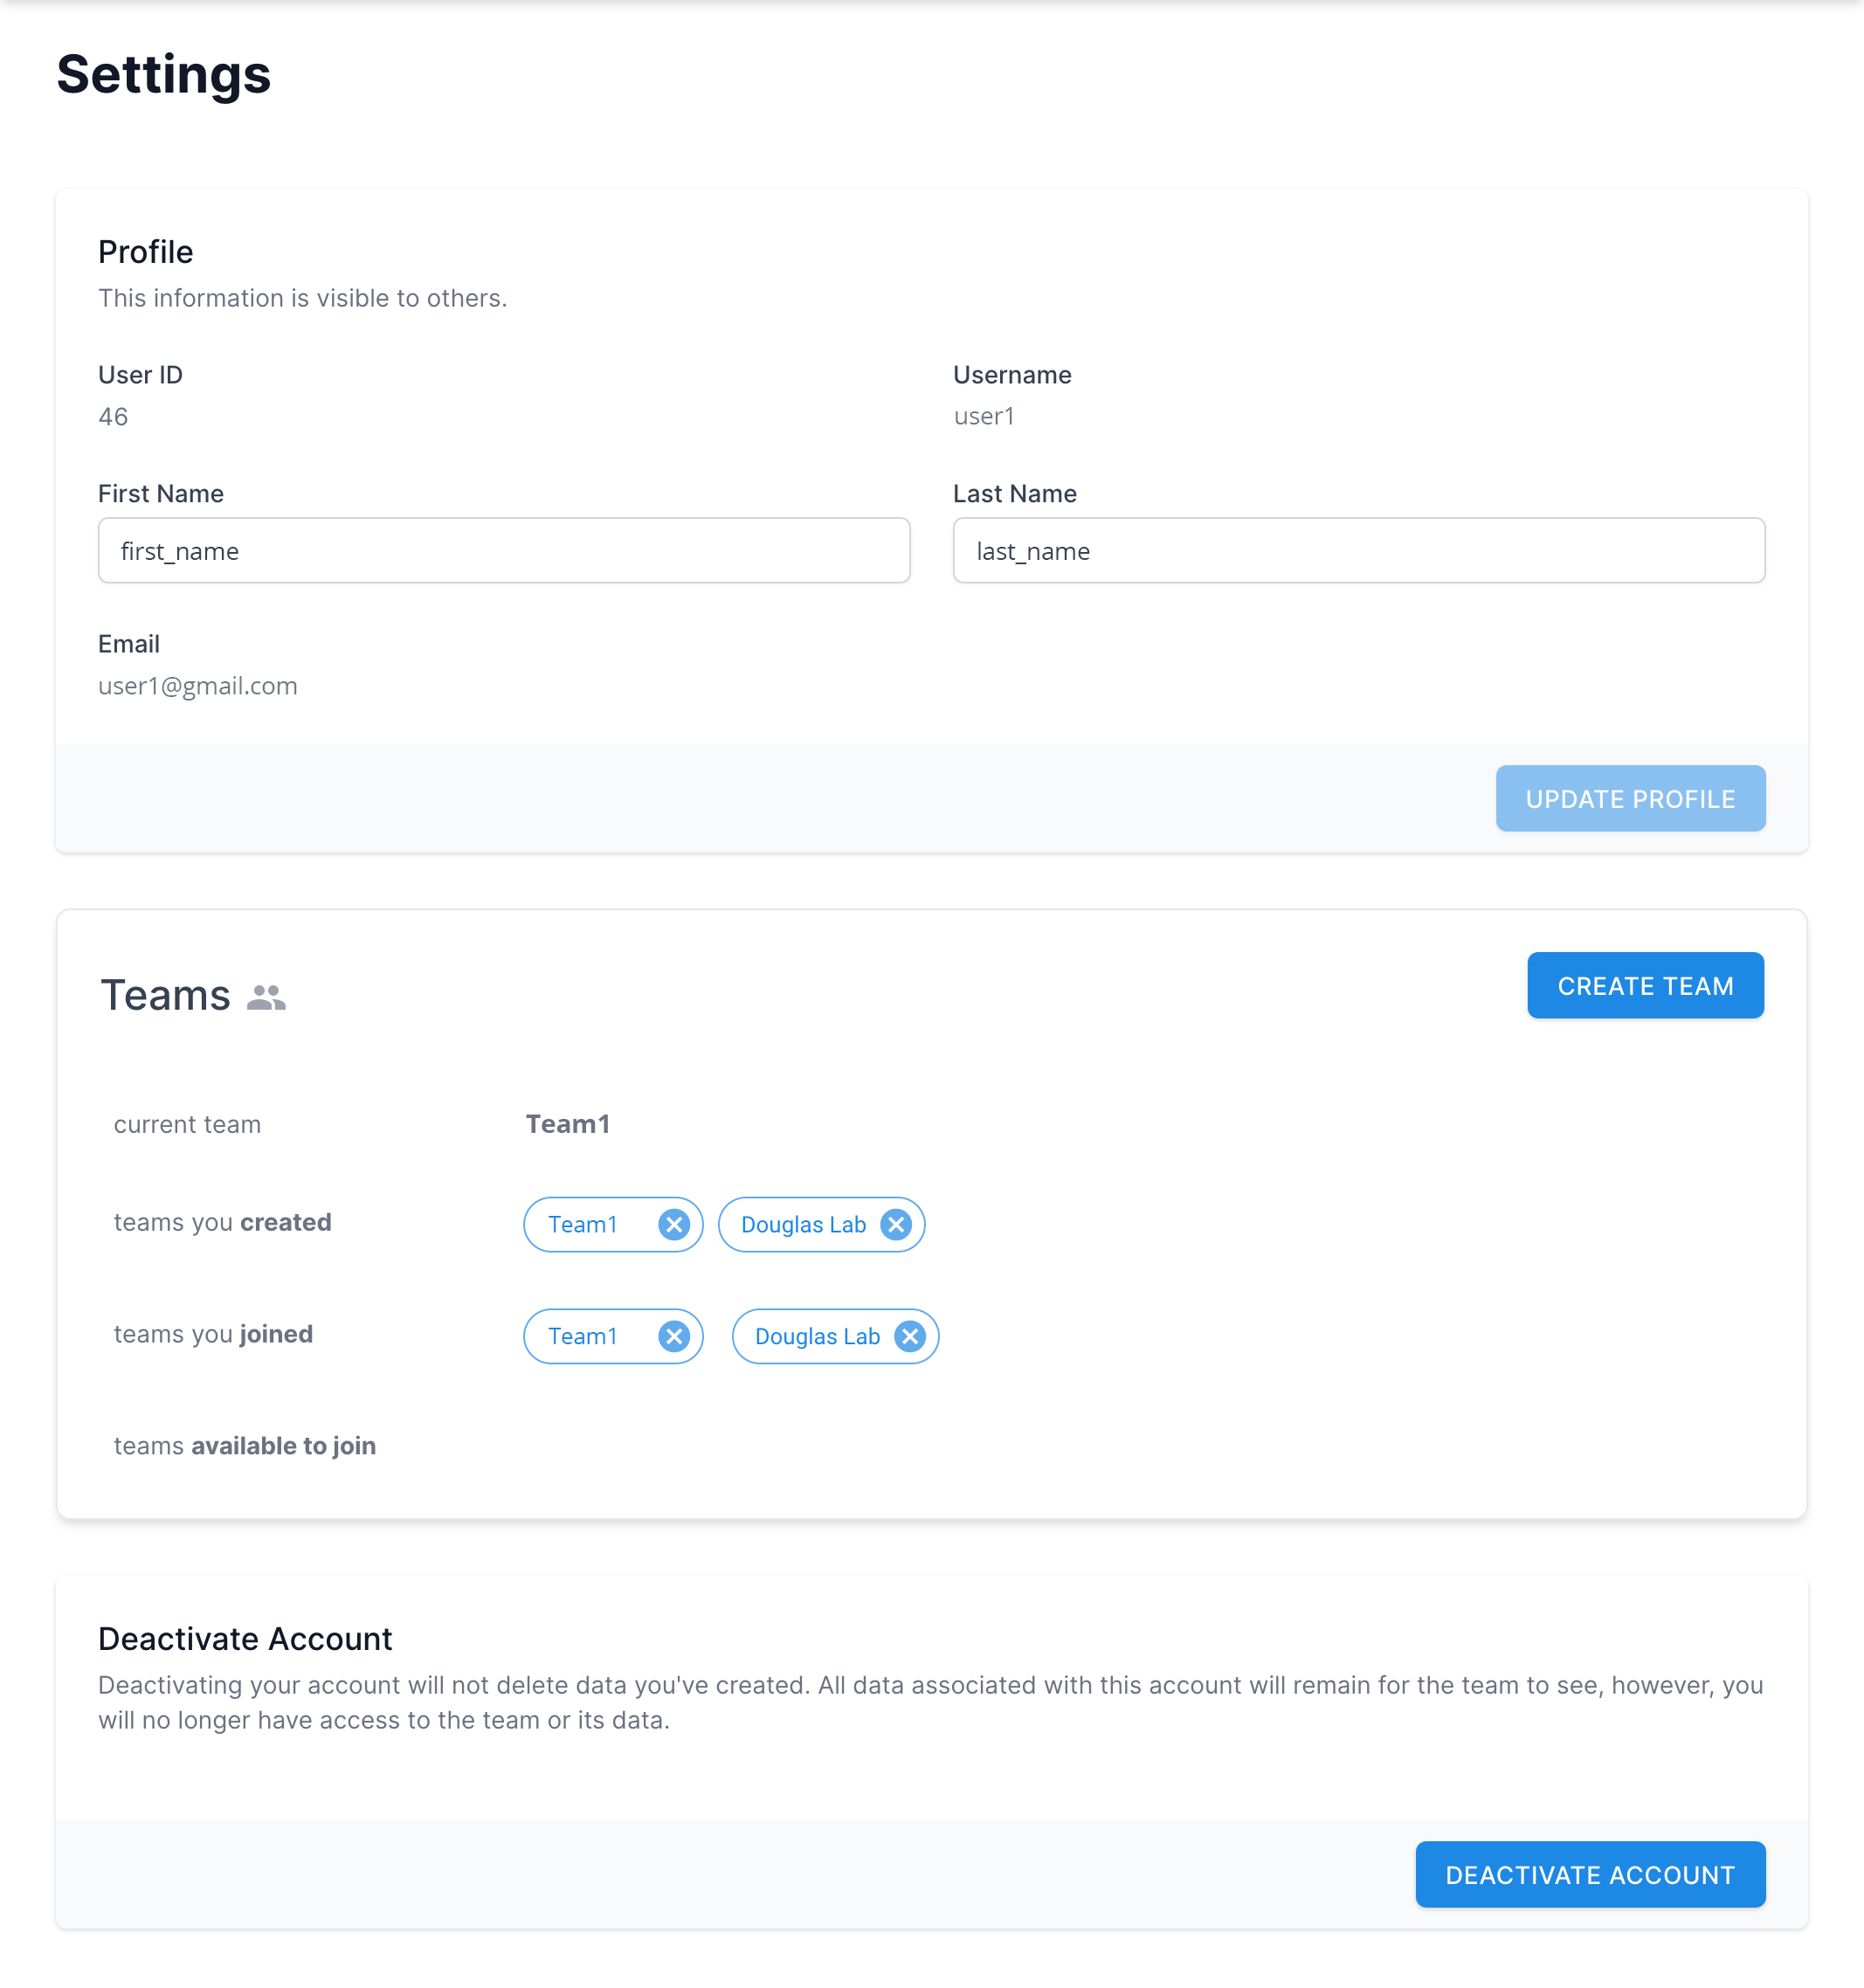 Settings
Profile
This information is visible to others.
User ID
46
Username
user1
First Name
first_name
Last Name
last_name
Email
user1@gmail.com
UPDATE PROFILE
Teams
CREATE TEAM
current team
Team1
teams you created
Team1
Douglas Lab
teams you joined
Team1
Douglas Lab
teams available to join
Deactivate Account
Deactivating your account will not delete data you've created. All data associated with this account will remain for the team to see, however, you
will no longer have access to the team or its data.
DEACTIVATE ACCOUNT